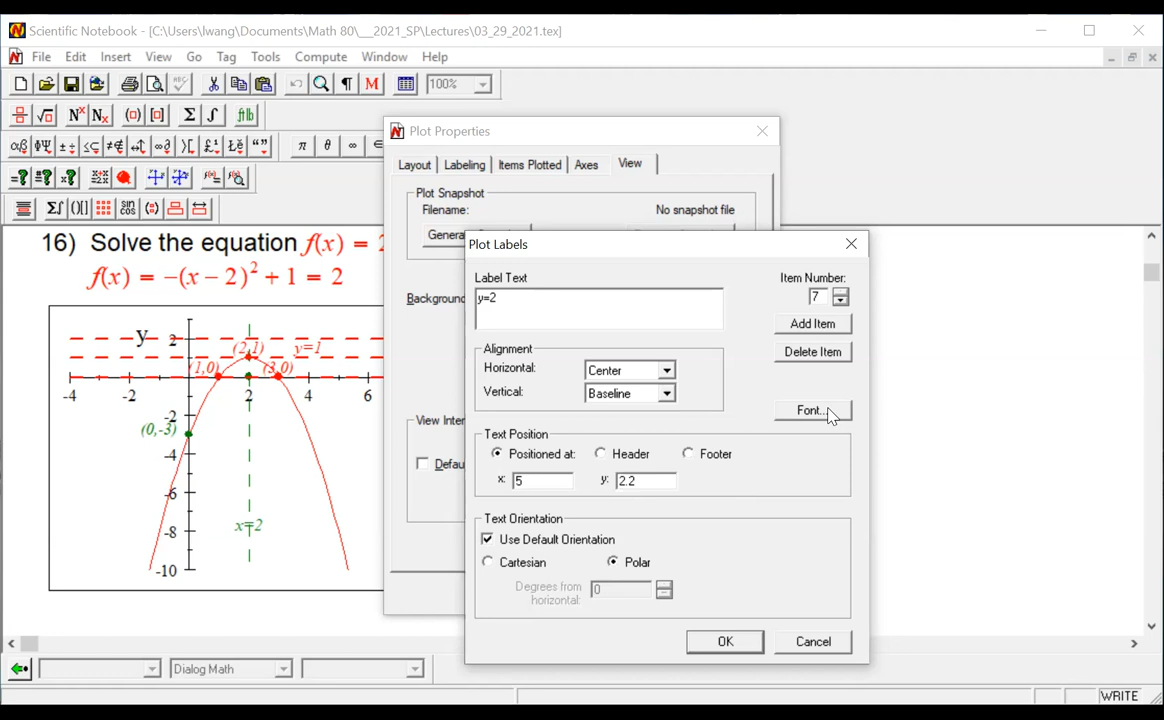 Scientific Notebook - [C:\Users\lwang\Documents\Math 80\__2021_SP\Lectures\03_29_2021.tex]
File Edit Insert View Go Tag Tools Compute Window Help
100%
Plot Properties
Layout Labeling Items Plotted Axes View
Plot Snapshot
Filename: No snapshot file
Genera
Background
View Inter
Defau
16) Solve the equation f(x) = 2
f(x) = −(x − 2)² + 1 = 2
y 2
(2,1) y=1
(1,0) (3,0)
-4 -2 2 4 6
-2
(0,-3)
-4
-6
-8 x=2
-10
Plot Labels
Label Text
y=2
Item Number:
7
Add Item
Delete Item
Alignment
Horizontal: Center
Vertical: Baseline
Font...
Text Position
Positioned at: Header Footer
x: 5 y: 2.2
Text Orientation
Use Default Orientation
Cartesian Polar
Degrees from
horizontal: 0
OK Cancel
Dialog Math
WRITE